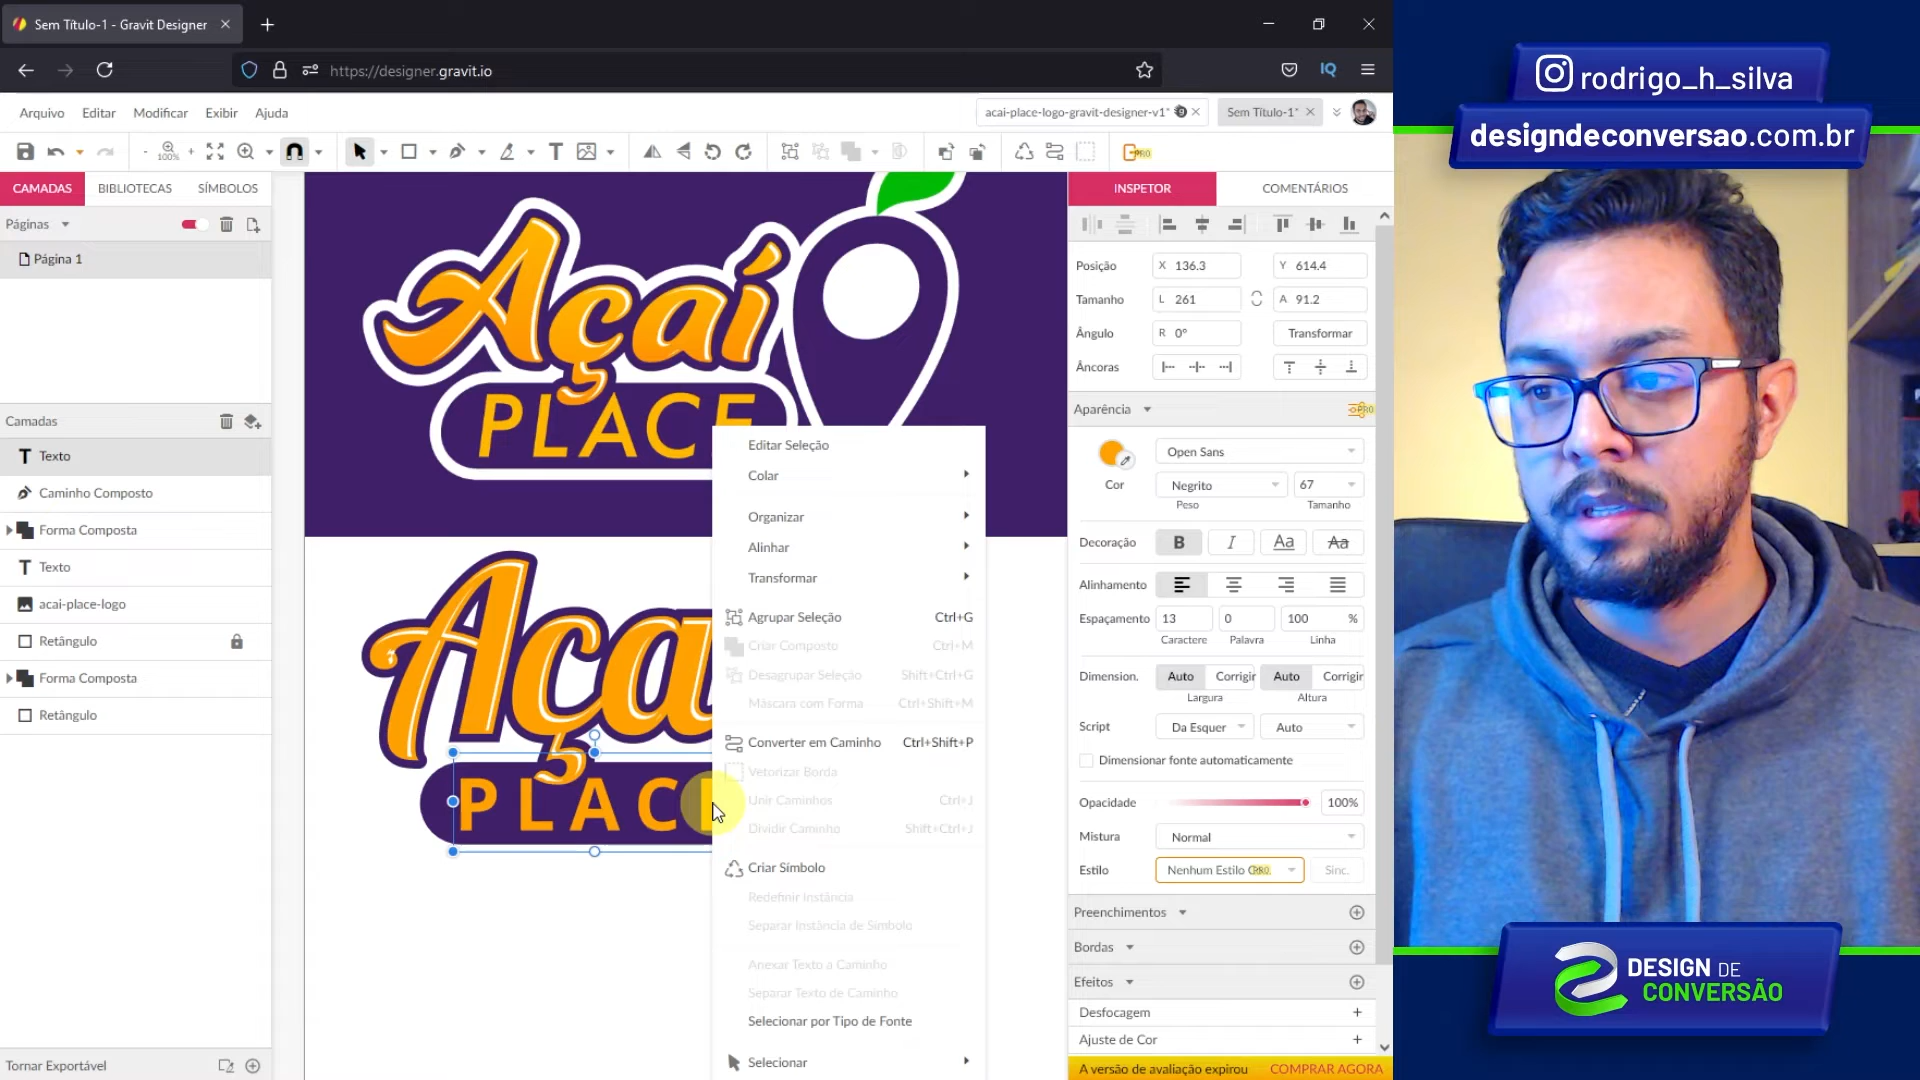 Sem Título-1 - Gravit Designer
https://designer.gravit.io
IQ
Arquivo Editar Modificar Exibir Ajuda
acai-place-logo-gravit-designer-v1*
Sem Título-1*
100%
PRO
CAMADAS BIBLIOTECAS SÍMBOLOS
Páginas
Página 1
Camadas
Texto
Caminho Composto
Forma Composta
Texto
acai-place-logo
Retângulo
Forma Composta
Retângulo
Tornar Exportável
Açaí
PLACE
Açaí
PLACE
Editar Seleção
Colar
Organizar
Alinhar
Transformar
Agrupar Seleção Ctrl+G
Criar Composto Ctrl+M
Desagrupar Seleção Shift+Ctrl+G
Máscara com Forma Ctrl+Shift+M
Converter em Caminho Ctrl+Shift+P
Vetorizar Borda
Unir Caminhos Ctrl+J
Dividir Caminho Shift+Ctrl+J
Criar Símbolo
Redefinir Instância
Separar Instância de Símbolo
Anexar Texto a Caminho
Separar Texto de Caminho
Selecionar por Tipo de Fonte
Selecionar
INSPETOR COMENTÁRIOS
Posição X 136.3 Y 614.4
Tamanho L 261 A 91.2
Ângulo R 0° Transformar
Âncoras
Aparência PRO
Open Sans
Cor Negrito 67
Peso Tamanho
Decoração B I Aa Aa
Alinhamento
Espaçamento 13 0 100 %
Caractere Palavra Linha
Dimension. Auto Corrigir Auto Corrigir
Largura Altura
Script Da Esquer Auto
Dimensionar fonte automaticamente
Opacidade 100%
Mistura Normal
Estilo Nenhum Estilo PRO Sinc.
Preenchimentos
Bordas
Efeitos
Desfocagem
Ajuste de Cor
A versão de avaliação expirou COMPRAR AGORA
rodrigo_h_silva
designdeconversao.com.br
DESIGN DE
CONVERSÃO